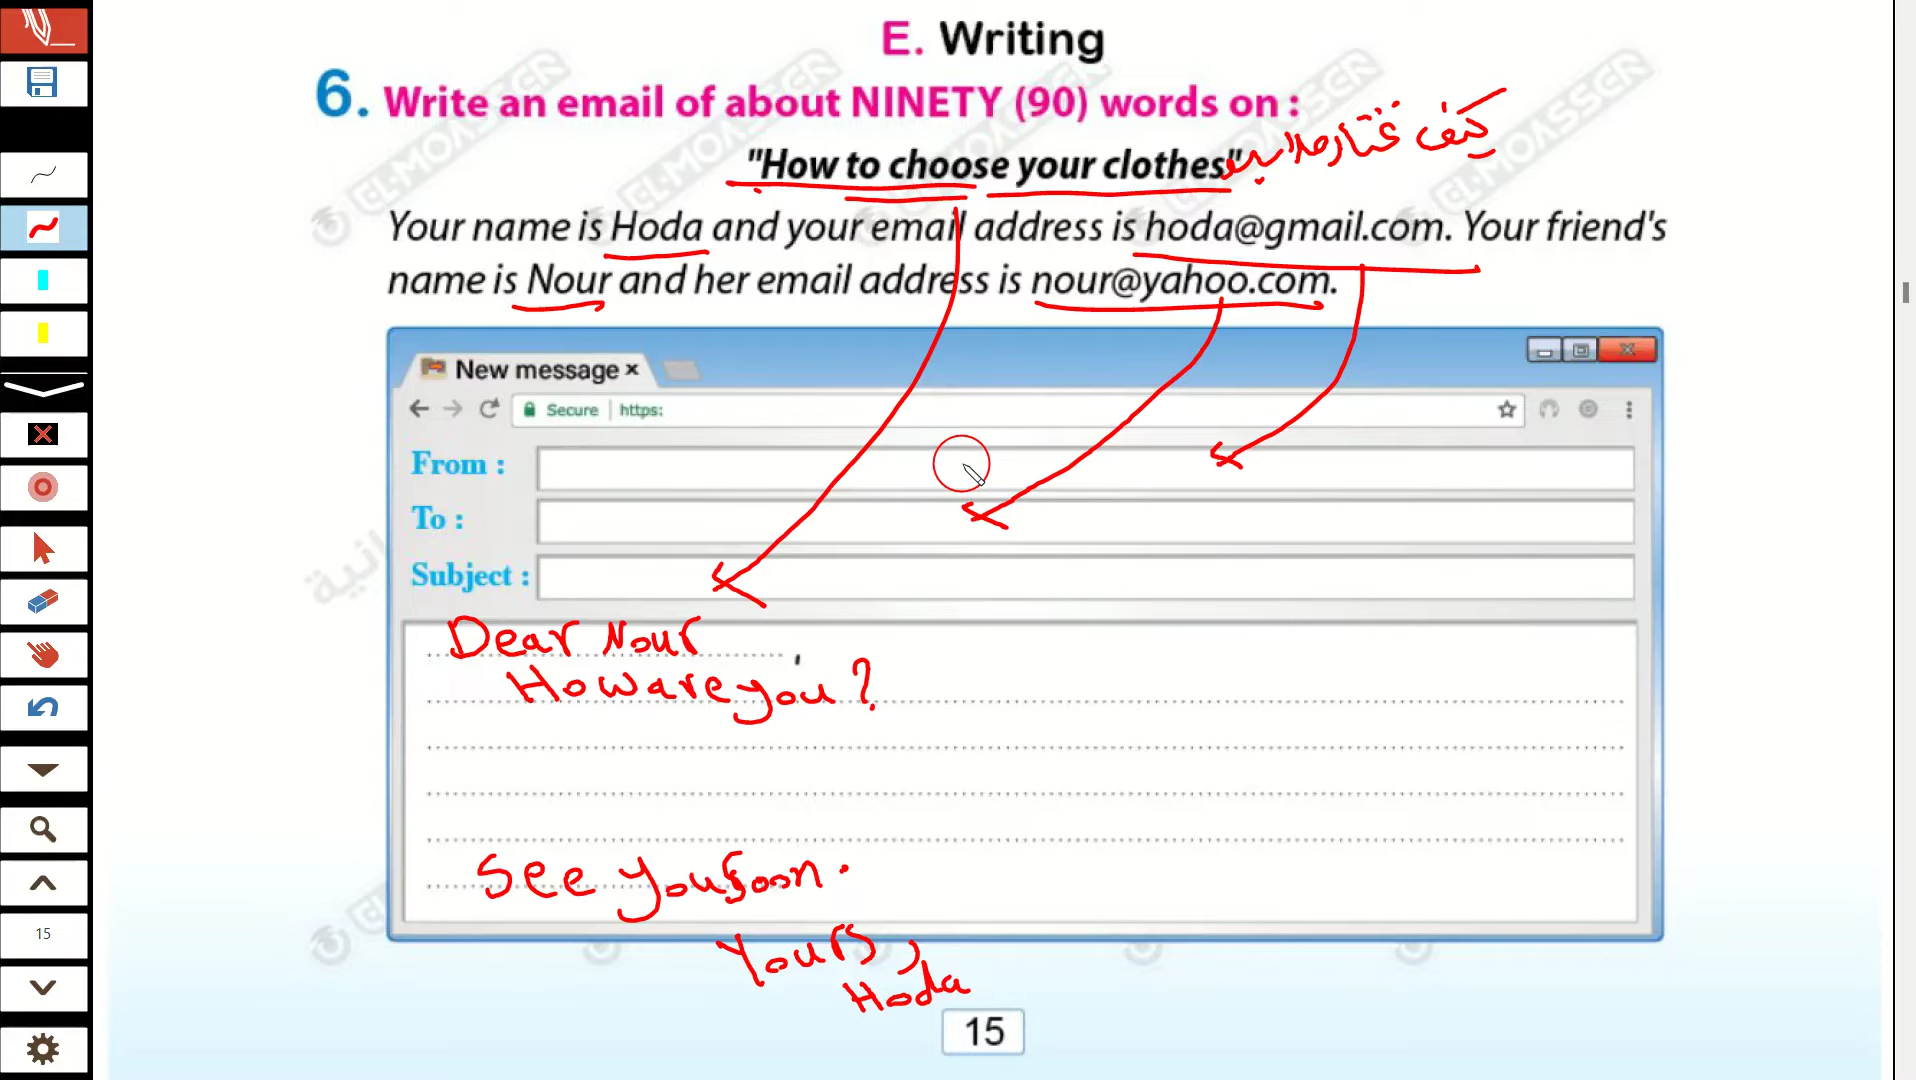 E. Writing
6. Write an email of about NINETY (90) words on :
"How to choose your clothes"
كيف تختار ملابس
Your name is Hoda and your email address is hoda@gmail.com. Your friend's
name is Nour and her email address is nour@yahoo.com.
New message ×
Secure | https:
From :
To :
Subject :
Dear Nour ,
How are you ?
See you soon .
Yours ,
Hoda
15
15